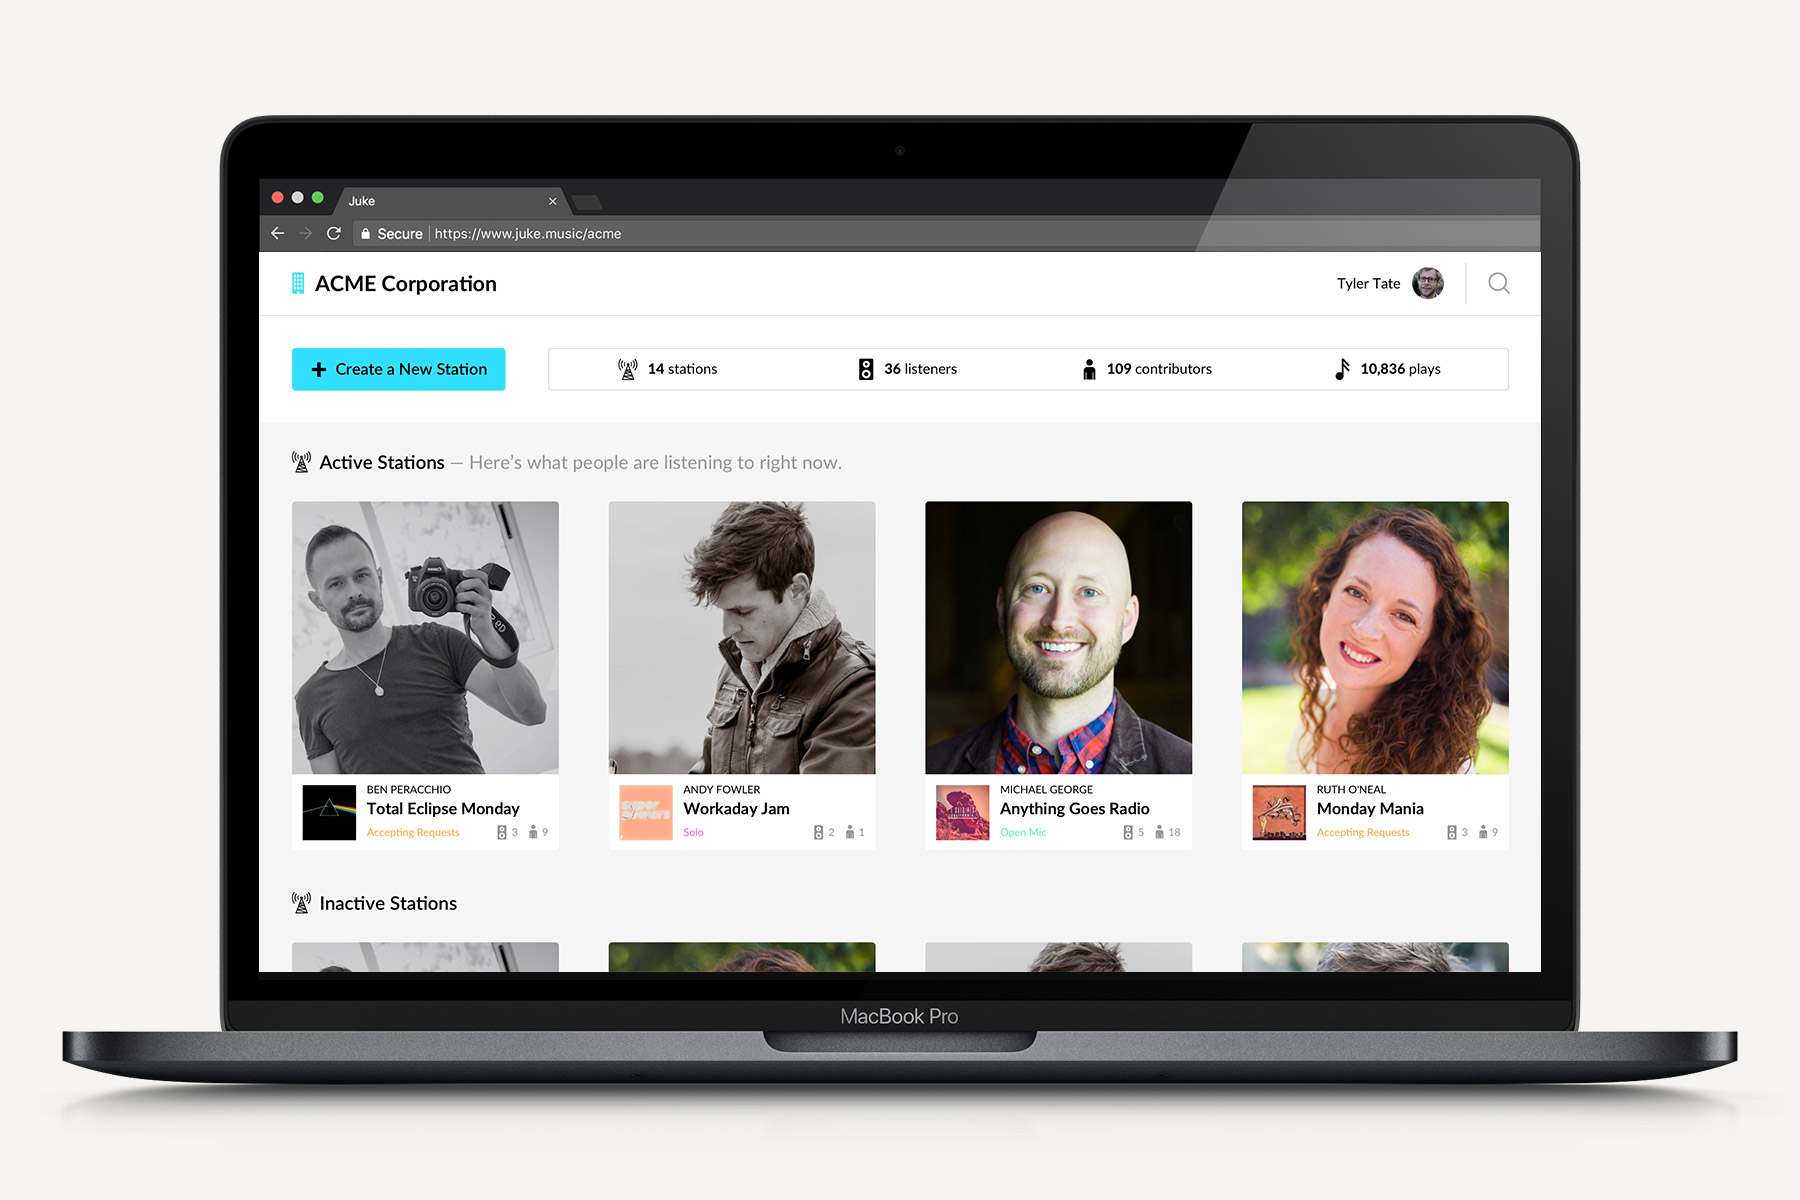 Juke
Secure https://www.juke.music/acme
ACME Corporation
Tyler Tate
Create a New Station
14 stations
36 listeners
109 contributors
10,836 plays
Active Stations — Here's what people are listening to right now.
BEN PERACCHIO
Total Eclipse Monday
Accepting Requests 3 9
ANDY FOWLER
Workaday Jam
Solo 2 1
MICHAEL GEORGE
Anything Goes Radio
Open Mic 5 18
RUTH O'NEAL
Monday Mania
Accepting Requests 3 9
Inactive Stations
MacBook Pro